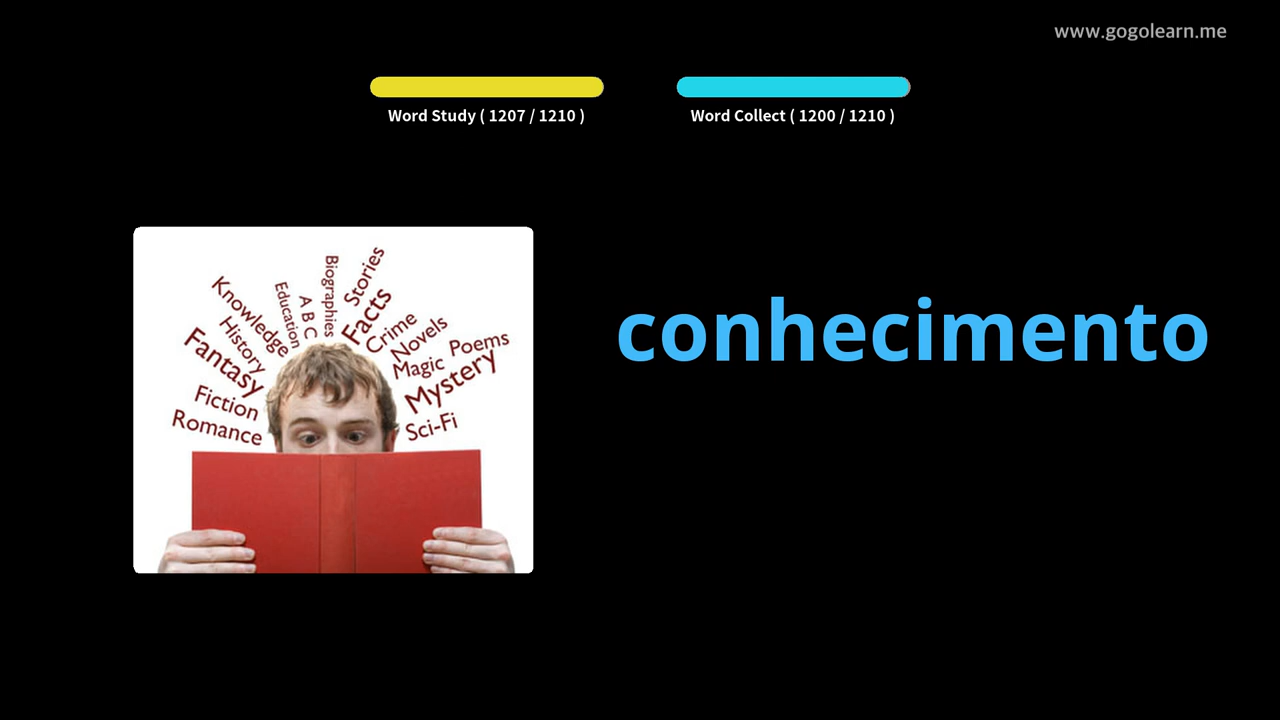 www.gogolearn.me
Word Study ( 1207 / 1210 )
Word Collect ( 1200 / 1210 )
conhecimento
Romance
Fiction
Fantasy
History
Knowledge
Education
A B C
Biographies
Stories
Facts
Crime
Novels
Magic
Poems
Mystery
Sci-Fi